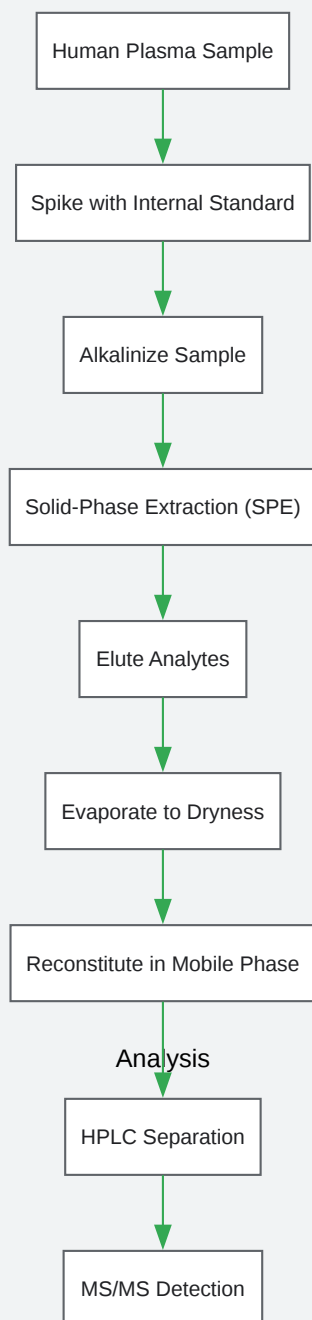 Human Plasma Sample
Spike with Internal Standard
Alkalinize Sample
Solid-Phase Extraction (SPE)
Elute Analytes
Evaporate to Dryness
Reconstitute in Mobile Phase
Analysis
HPLC Separation
MS/MS Detection